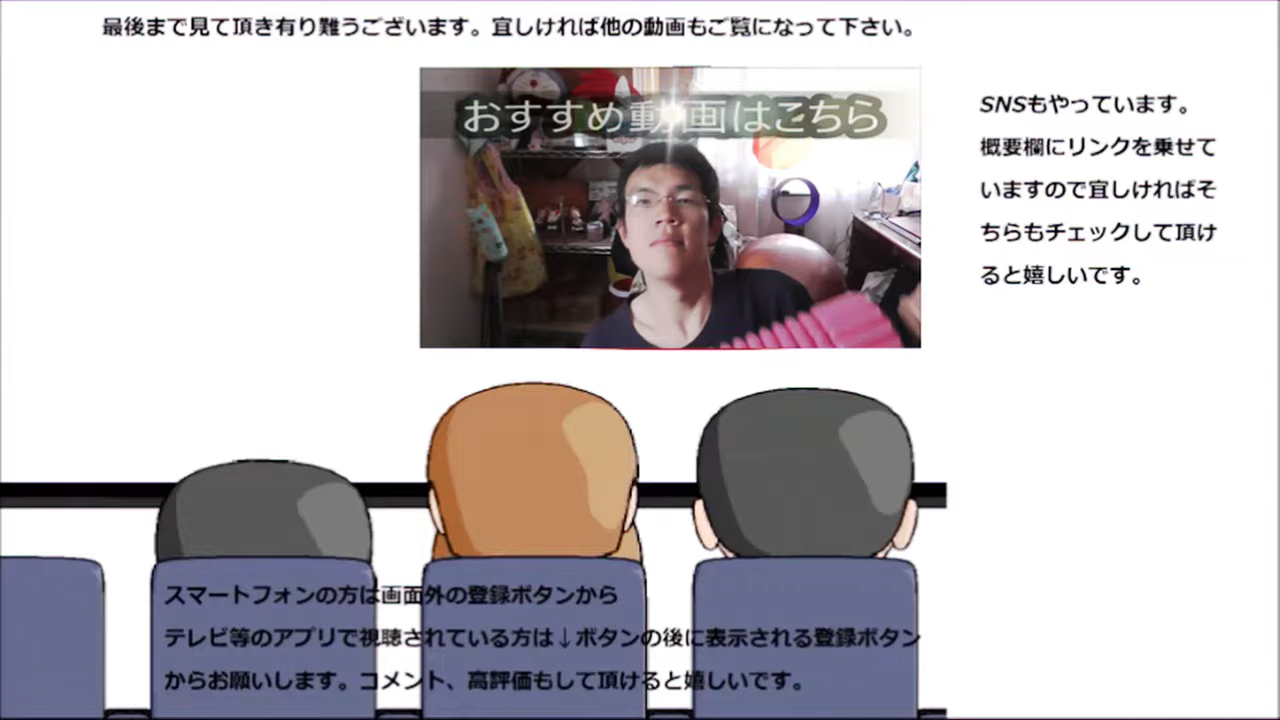 最後まで見て頂き有り難うございます。宜しければ他の動画もご覧になって下さい。
おすすめ動画はこちら
SNSもやっています。
概要欄にリンクを乗せて
いますので宜しければそ
ちらもチェックして頂け
ると嬉しいです。
スマートフォンの方は画面外の登録ボタンから
テレビ等のアプリで視聴されている方は↓ボタンの後に表示される登録ボタン
からお願いします。コメント、高評価もして頂けると嬉しいです。